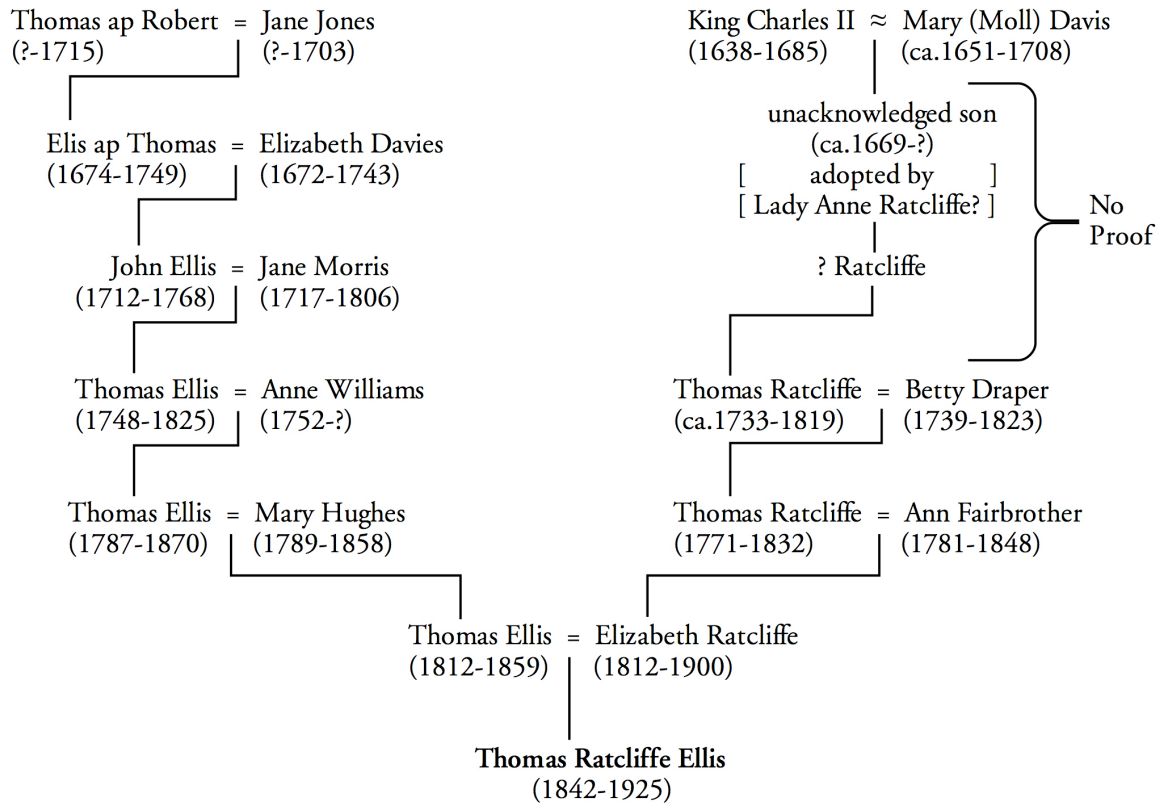 Thomas ap Robert = Jane Jones
(?-1715) (?-1703)
King Charles II ≈ Mary (Moll) Davis
(1638-1685) (ca.1651-1708)
unacknowledged son
(ca.1669-?)
[ adopted by ]
[ Lady Anne Ratcliffe? ]
No
Proof
? Ratcliffe
Elis ap Thomas = Elizabeth Davies
(1674-1749) (1672-1743)
John Ellis = Jane Morris
(1712-1768) (1717-1806)
Thomas Ellis = Anne Williams
(1748-1825) (1752-?)
Thomas Ratcliffe = Betty Draper
(ca.1733-1819) (1739-1823)
Thomas Ellis = Mary Hughes
(1787-1870) (1789-1858)
Thomas Ratcliffe = Ann Fairbrother
(1771-1832) (1781-1848)
Thomas Ellis = Elizabeth Ratcliffe
(1812-1859) (1812-1900)
Thomas Ratcliffe Ellis
(1842-1925)